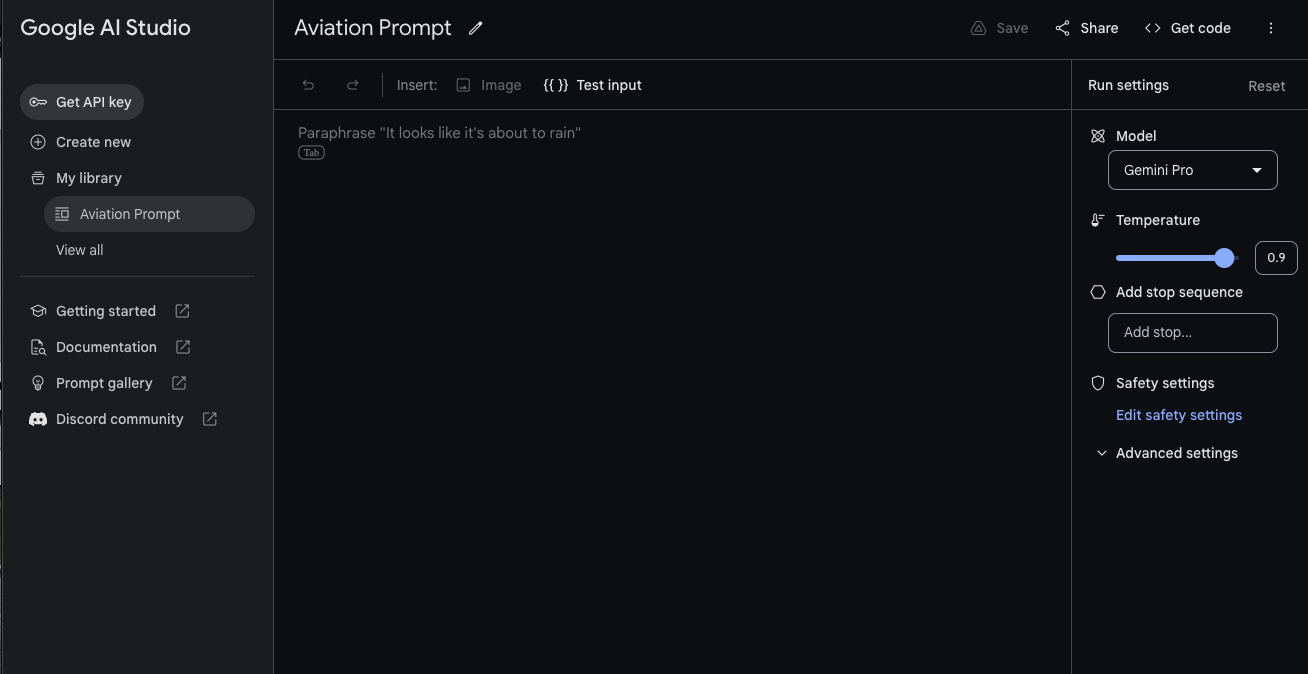 Google AI Studio
Get API key
Create new
My library
Aviation Prompt
View all
Getting started
Documentation
Prompt gallery
Discord community
Aviation Prompt
Save
Share
Get code
Insert:
Image
{{ }} Test input
Paraphrase "It looks like it's about to rain"
Tab
Run settings
Reset
Model
Gemini Pro
Temperature
0.9
Add stop sequence
Add stop...
Safety settings
Edit safety settings
Advanced settings